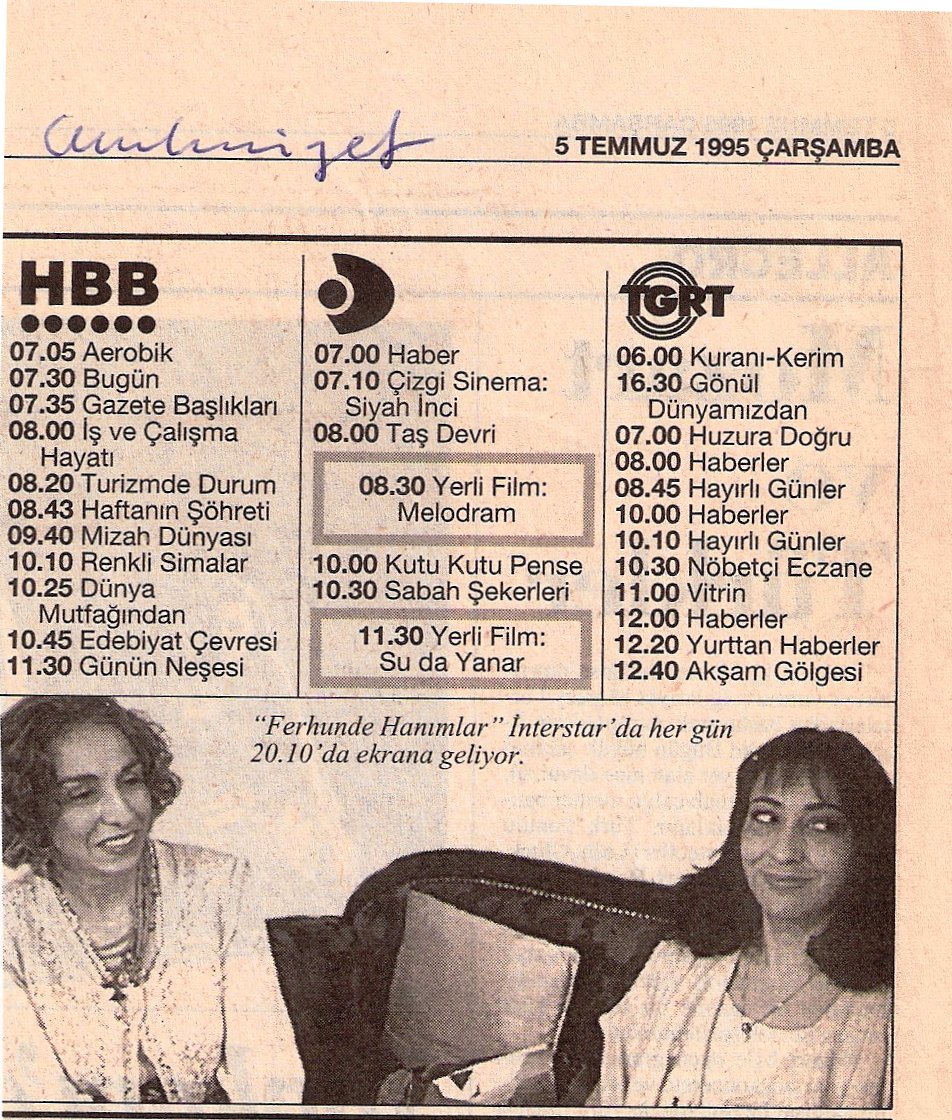 Cumhuriyet
5 TEMMUZ 1995 ÇARŞAMBA
HBB
07.05 Aerobik
07.30 Bugün
07.35 Gazete Başlıkları
08.00 İş ve Çalışma
Hayatı
08.20 Turizmde Durum
08.43 Haftanın Şöhreti
09.40 Mizah Dünyası
10.10 Renkli Simalar
10.25 Dünya
Mutfağından
10.45 Edebiyat Çevresi
11.30 Günün Neşesi
07.00 Haber
07.10 Çizgi Sinema:
Siyah İnci
08.00 Taş Devri
08.30 Yerli Film:
Melodram
10.00 Kutu Kutu Pense
10.30 Sabah Şekerleri
11.30 Yerli Film:
Su da Yanar
TGRT
06.00 Kuranı-Kerim
16.30 Gönül
Dünyamızdan
07.00 Huzura Doğru
08.00 Haberler
08.45 Hayırlı Günler
10.00 Haberler
10.10 Hayırlı Günler
10.30 Nöbetçi Eczane
11.00 Vitrin
12.00 Haberler
12.20 Yurttan Haberler
12.40 Akşam Gölgesi
“Ferhunde Hanımlar” İnterstar’da her gün
20.10’da ekrana geliyor.